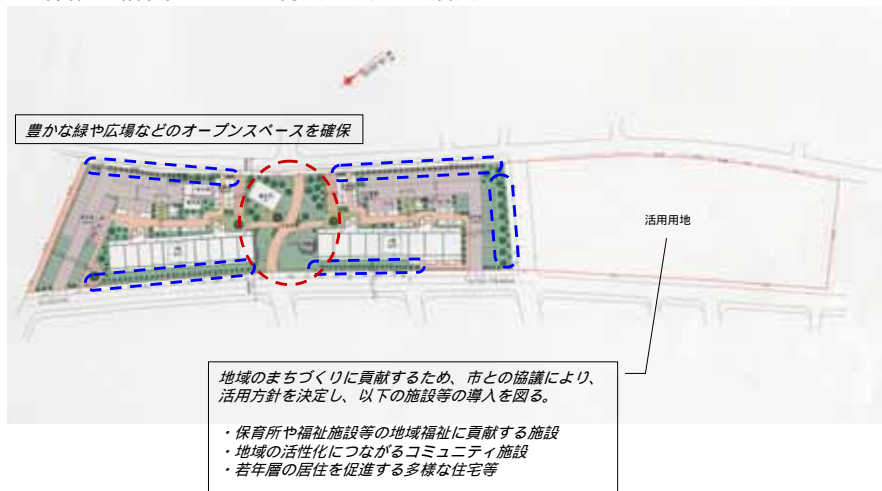 豊かな緑や広場などのオープンスペースを確保
活用用地
地域のまちづくりに貢献するため、市との協議により、
活用方針を決定し、以下の施設等の導入を図る。
・保育所や福祉施設等の地域福祉に貢献する施設
・地域の活性化につながるコミュニティ施設
・若年層の居住を促進する多様な住宅等